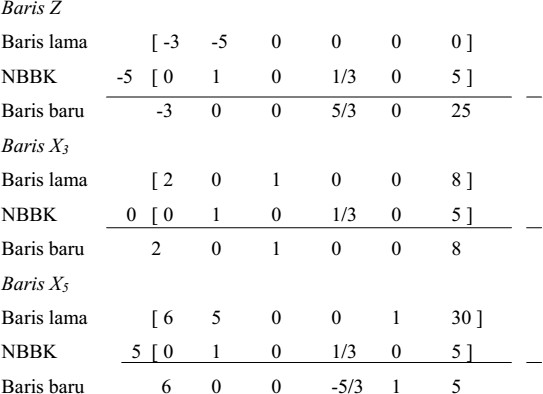 Baris Z
Baris lama [ -3 -5 0 0 0 0 ]
NBBK -5 [ 0 1 0 1/3 0 5 ]
Baris baru -3 0 0 5/3 0 25
Baris X3
Baris lama [ 2 0 1 0 0 8 ]
NBBK 0 [ 0 1 0 1/3 0 5 ]
Baris baru 2 0 1 0 0 8
Baris X5
Baris lama [ 6 5 0 0 1 30 ]
NBBK 5 [ 0 1 0 1/3 0 5 ]
Baris baru 6 0 0 -5/3 1 5